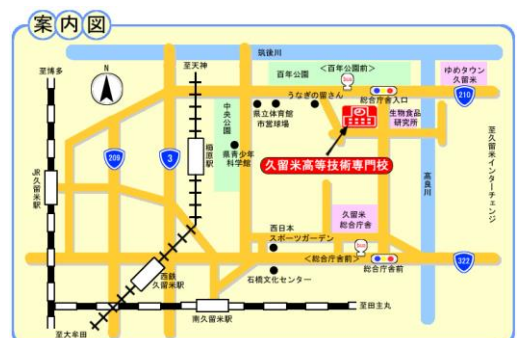 案内図
筑後川
至博多
N
至天神
百年公園
＜百年公園前＞
BUS
ゆめタウン
久留米
うなぎの留さん
総合庁舎入口
210
中央公園
県立体育館
市営球場
生物食品
研究所
櫛原駅
県青少年
科学館
久留米高等技術専門校
209
3
JR久留米駅
高良川
至久留米インターチェンジ
久留米
総合庁舎
西日本
スポーツガーデン
BUS
＜総合庁舎前＞
総合庁舎前
322
西鉄
久留米駅
石橋文化センター
南久留米駅
至田主丸
至大牟田